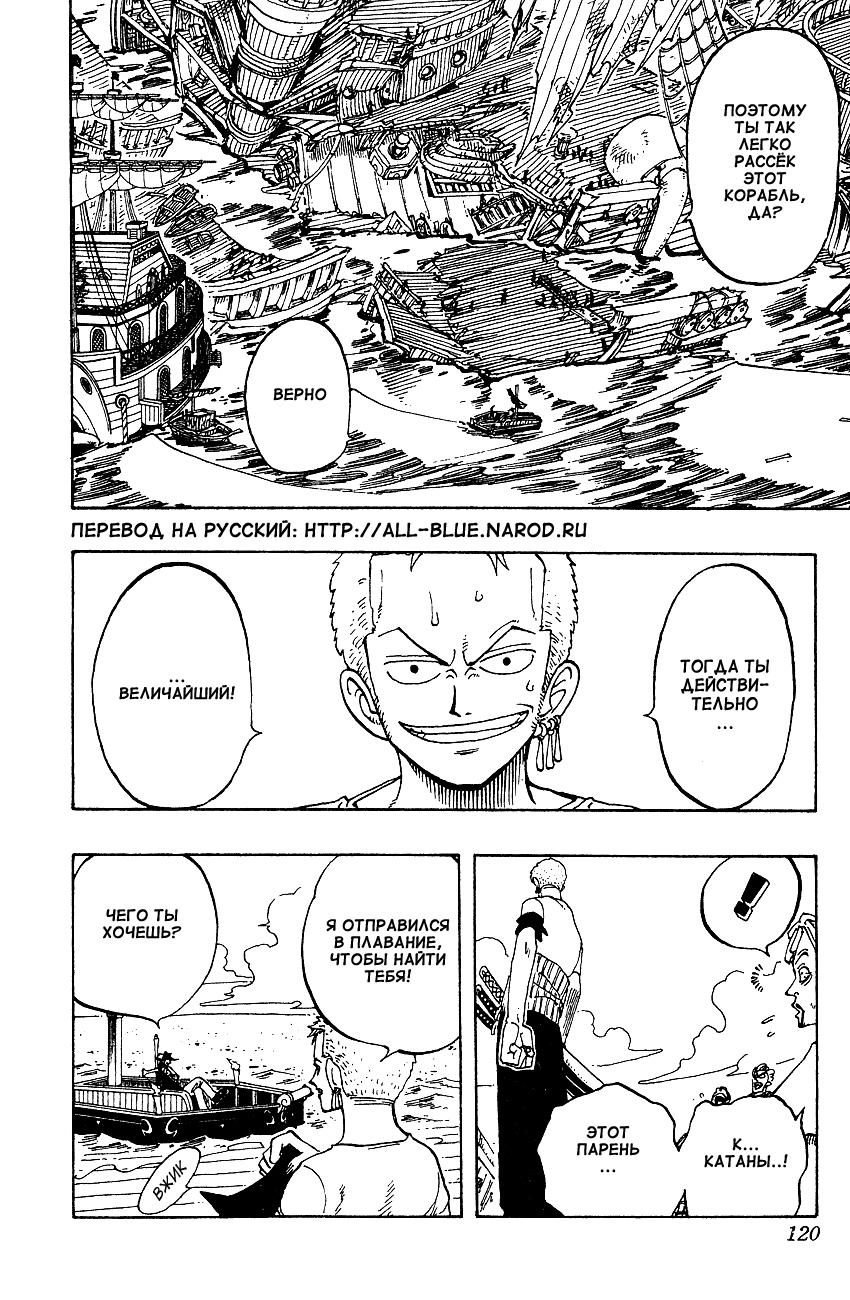 ПОЭТОМУ
ТЫ ТАК
ЛЕГКО
РАССЁК
ЭТОТ
КОРАБЛЬ,
ДА?
ВЕРНО
ПЕРЕВОД НА РУССКИЙ: HTTP://ALL-BLUE.NAROD.RU
ТОГДА ТЫ
ДЕЙСТВИ-
ТЕЛЬНО
...
...
ВЕЛИЧАЙШИЙ!
!
К...
КАТАНЫ..!
ЭТОТ
ПАРЕНЬ
...
Я ОТПРАВИЛСЯ
В ПЛАВАНИЕ,
ЧТОБЫ НАЙТИ
ТЕБЯ!
ЧЕГО ТЫ
ХОЧЕШЬ?
ВЖИК
120